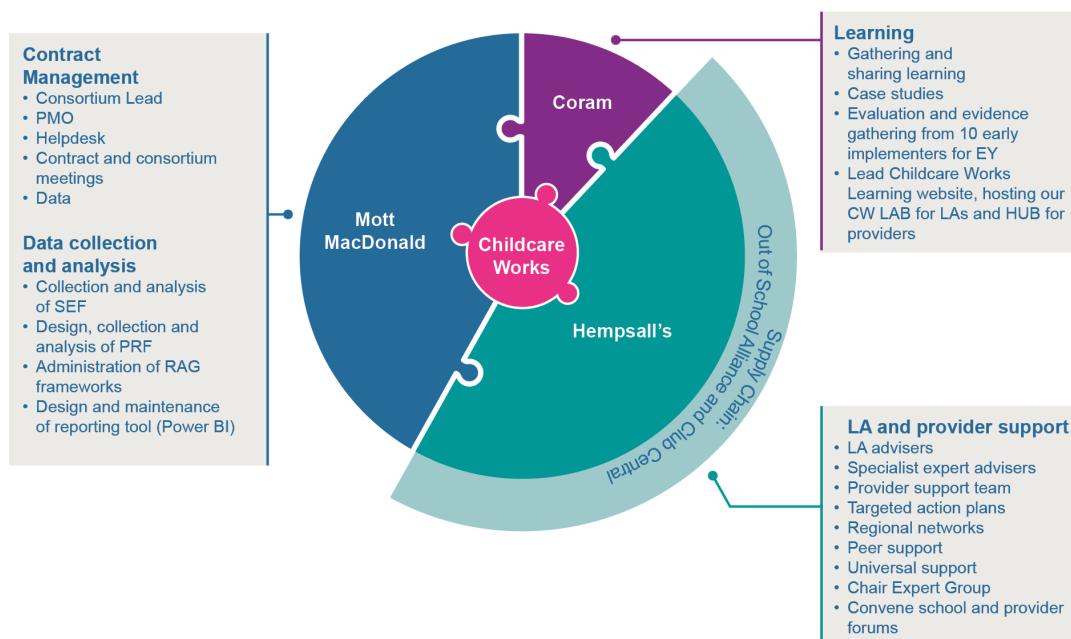 Contract
Management
• Consortium Lead
• PMO
• Helpdesk
• Contract and consortium
meetings
• Data
Data collection
and analysis
• Collection and analysis
of SEF
• Design, collection and
analysis of PRF
• Administration of RAG
frameworks
• Design and maintenance
of reporting tool (Power BI)
Mott
MacDonald
Coram
Childcare
Works
Hempsall’s
Supply Chain:
Out of School Alliance and Club Central
Learning
• Gathering and
sharing learning
• Case studies
• Evaluation and evidence
gathering from 10 early
implementers for EY
• Lead Childcare Works
Learning website, hosting our
CW LAB for LAs and HUB for
providers
LA and provider support
• LA advisers
• Specialist expert advisers
• Provider support team
• Targeted action plans
• Regional networks
• Peer support
• Universal support
• Chair Expert Group
• Convene school and provider
forums